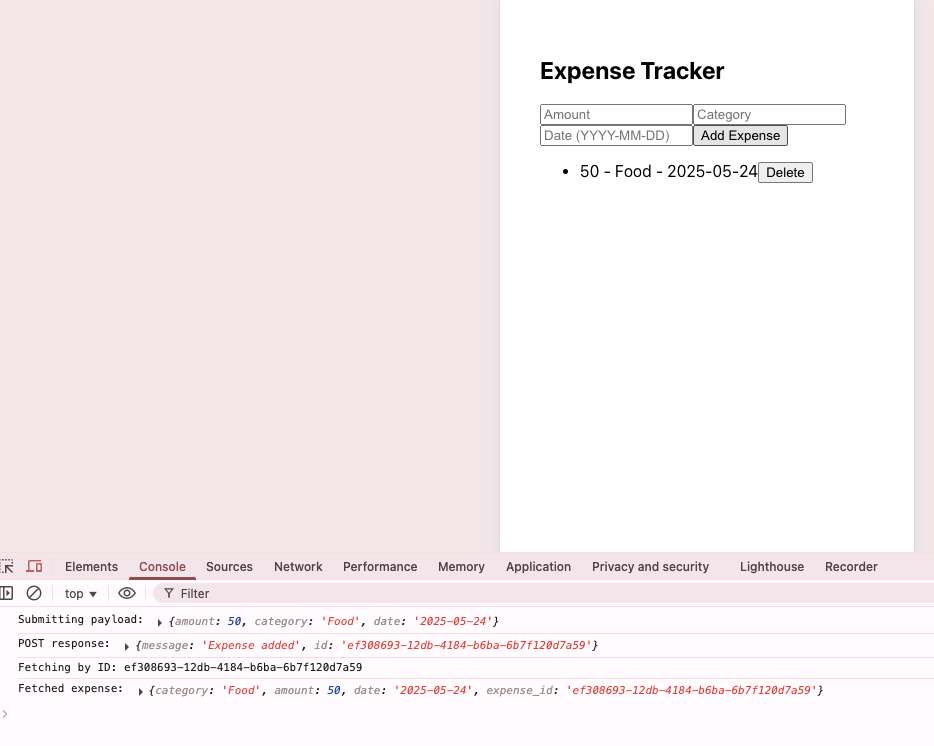 Expense Tracker
Amount Category
Date (YYYY-MM-DD) Add Expense
• 50 - Food - 2025-05-24 Delete
Elements Console Sources Network Performance Memory Application Privacy and security Lighthouse Recorder
top ▼ Filter
Submitting payload: ▶ {amount: 50, category: 'Food', date: '2025-05-24'}
POST response: ▶ {message: 'Expense added', id: 'ef308693-12db-4184-b6ba-6b7f120d7a59'}
Fetching by ID: ef308693-12db-4184-b6ba-6b7f120d7a59
Fetched expense: ▶ {category: 'Food', amount: 50, date: '2025-05-24', expense_id: 'ef308693-12db-4184-b6ba-6b7f120d7a59'}
>